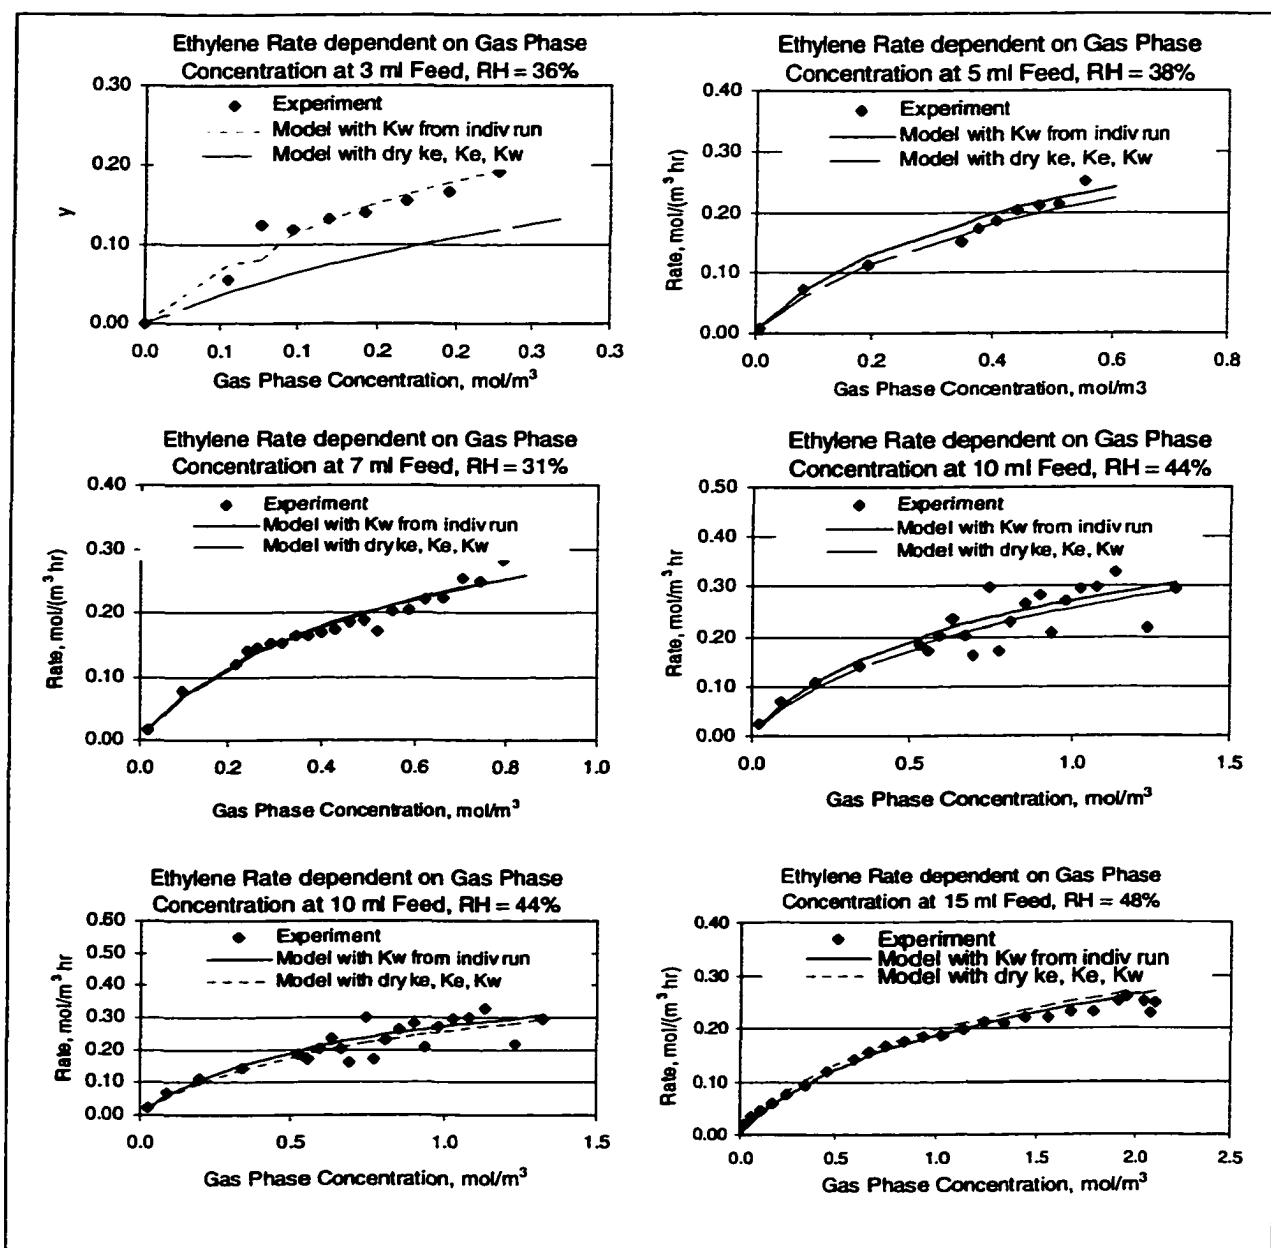 Ethylene Rate dependent on Gas Phase
Concentration at 3 ml Feed, RH = 36%
0.30
Experiment
Model with Kw from indiv run
Model with dry ke, Ke, Kw
0.20
y
0.10
0.00
0.0 0.1 0.1 0.2 0.2 0.3 0.3
Gas Phase Concentration, mol/m³
Ethylene Rate dependent on Gas Phase
Concentration at 5 ml Feed, RH = 38%
0.40
Experiment
Model with Kw from indiv run
Model with dry ke, Ke, Kw
0.30
Rate, mol/(m³ hr)
0.20
0.10
0.00
0.0 0.2 0.4 0.6 0.8
Gas Phase Concentration, mol/m3
Ethylene Rate dependent on Gas Phase
Concentration at 7 ml Feed, RH = 31%
0.40
Experiment
Model with Kw from indiv run
Model with dry ke, Ke, Kw
0.30
Rate, mol/(m³ hr)
0.20
0.10
0.00
0.0 0.2 0.4 0.6 0.8 1.0
Gas Phase Concentration, mol/m³
Ethylene Rate dependent on Gas Phase
Concentration at 10 ml Feed, RH = 44%
0.50
Experiment
Model with Kw from indiv run
Model with dry ke, Ke, Kw
0.40
Rate, mol/m³ hr
0.30
0.20
0.10
0.00
0.0 0.5 1.0 1.5
Gas Phase Concentration, mol/m³
Ethylene Rate dependent on Gas Phase
Concentration at 10 ml Feed, RH = 44%
0.60
Experiment
0.50
Model with Kw from indiv run
0.40
Model with dry ke, Ke, Kw
Rate, mol/m³ hr
0.30
0.20
0.10
0.00
0.0 0.5 1.0 1.5
Gas Phase Concentration, mol/m³
Ethylene Rate dependent on Gas Phase
Concentration at 15 ml Feed, RH = 48%
0.40
Experiment
Model with Kw from indiv run
Model with dry ke, Ke, Kw
0.30
Rate, mol/(m³ hr)
0.20
0.10
0.00
0.0 0.5 1.0 1.5 2.0 2.5
Gas Phase Concentration, mol/m³